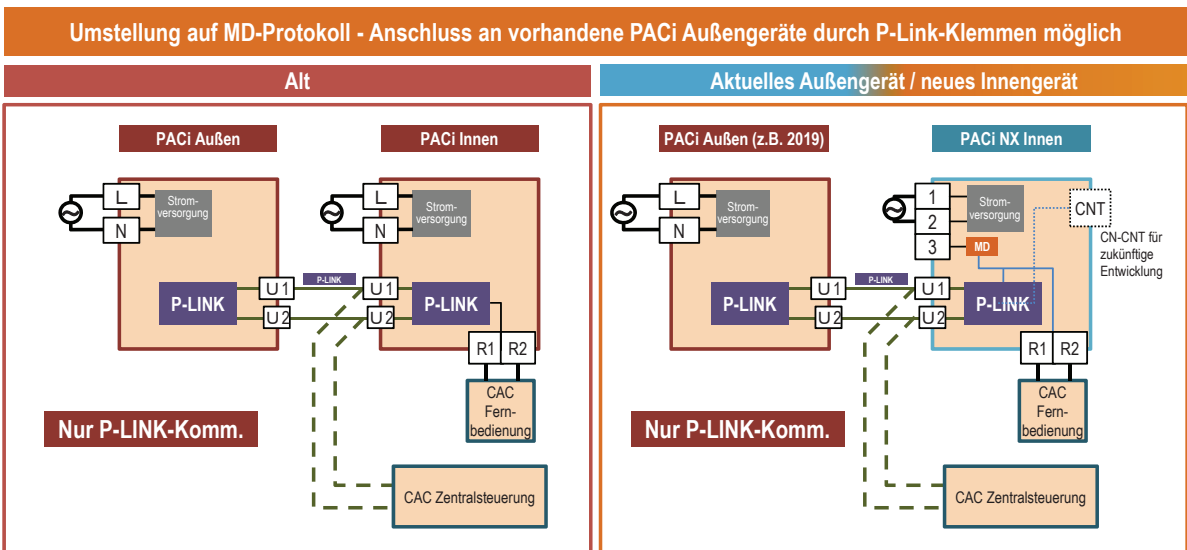 Umstellung auf MD-Protokoll - Anschluss an vorhandene PACi Außengeräte durch P-Link-Klemmen möglich
Alt
PACi Außen
PACi Innen
L
N
Strom-
versorgung
L
N
Strom-
versorgung
P-LINK
U1
U2
P-LINK
U1
U2
P-LINK
R1 R2
CAC
Fern-
bedienung
Nur P-LINK-Komm.
CAC Zentralsteuerung
Aktuelles Außengerät / neues Innengerät
PACi Außen (z.B. 2019)
PACi NX Innen
L
N
Strom-
versorgung
1
2
3
Strom-
versorgung
MD
CNT
CN-CNT für
zukünftige
Entwicklung
P-LINK
U1
U2
P-LINK
U1
U2
P-LINK
R1 R2
CAC
Fern-
bedienung
Nur P-LINK-Komm.
CAC Zentralsteuerung